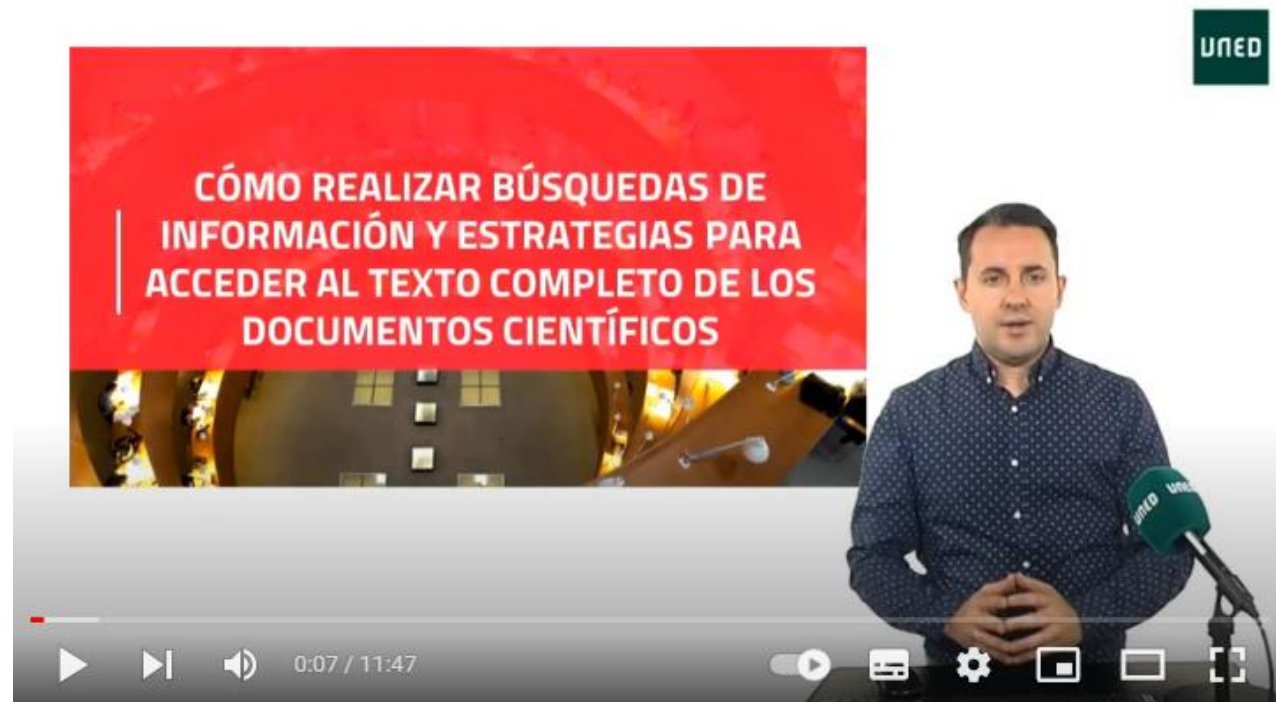 UNED
CÓMO REALIZAR BÚSQUEDAS DE
INFORMACIÓN Y ESTRATEGIAS PARA
ACCEDER AL TEXTO COMPLETO DE LOS
DOCUMENTOS CIENTÍFICOS
UNED UNED
0:07 / 11:47